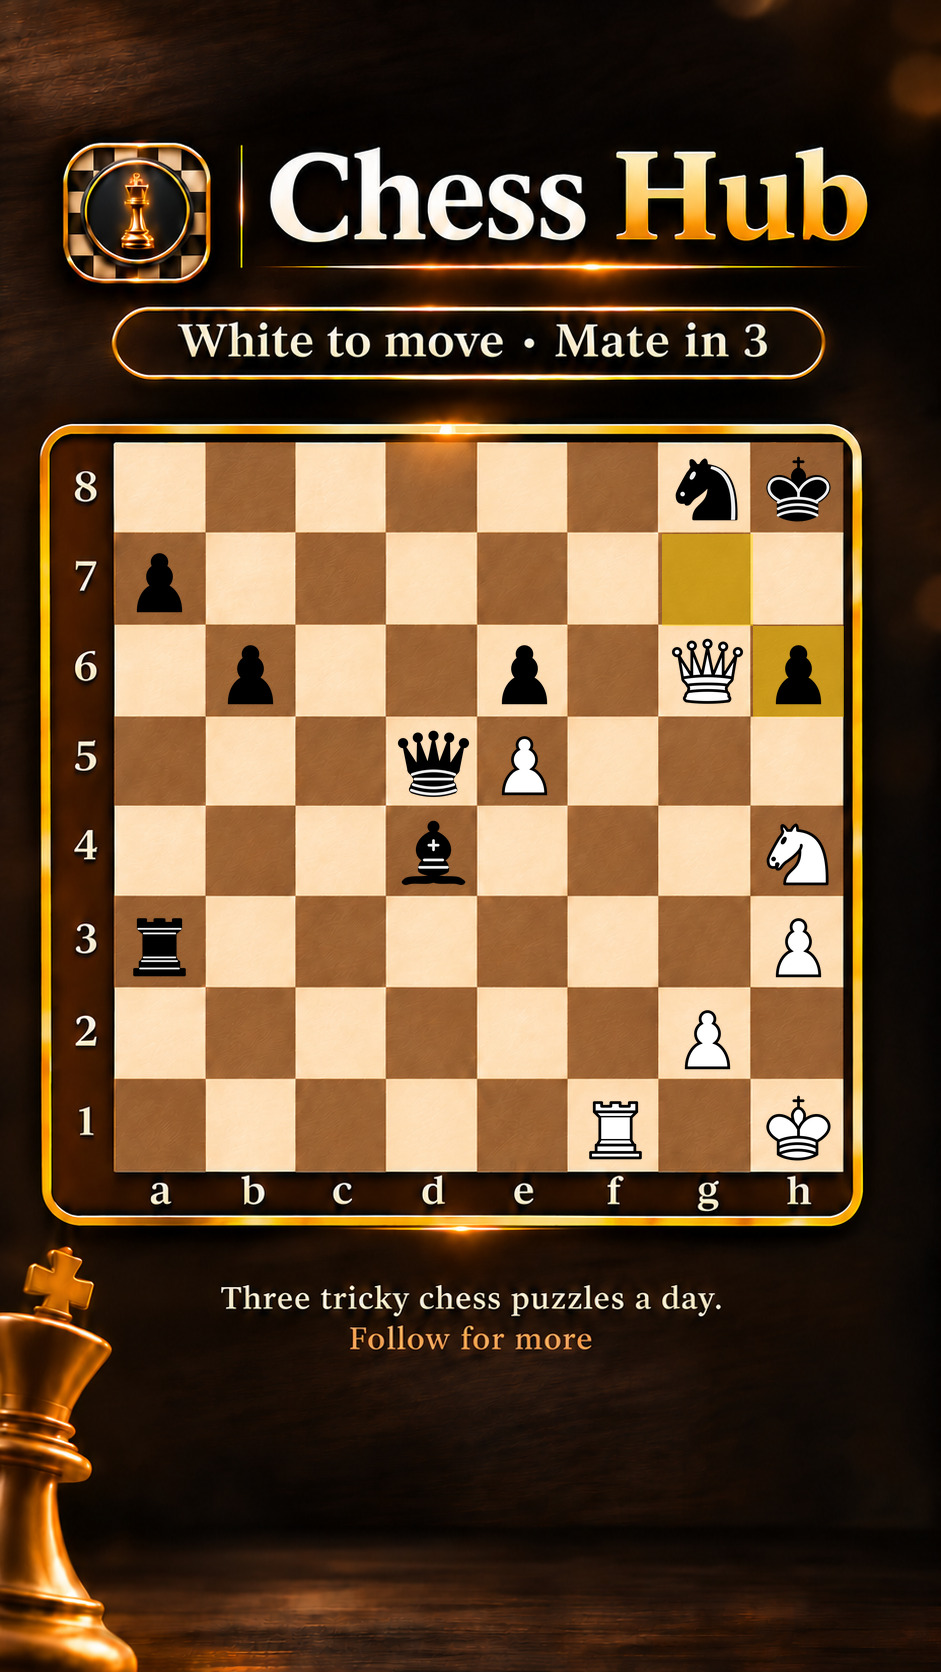 Chess Hub
White to move • Mate in 3
8
7
6
5
4
3
2
1
a b c d e f g h
Three tricky chess puzzles a day.
Follow for more